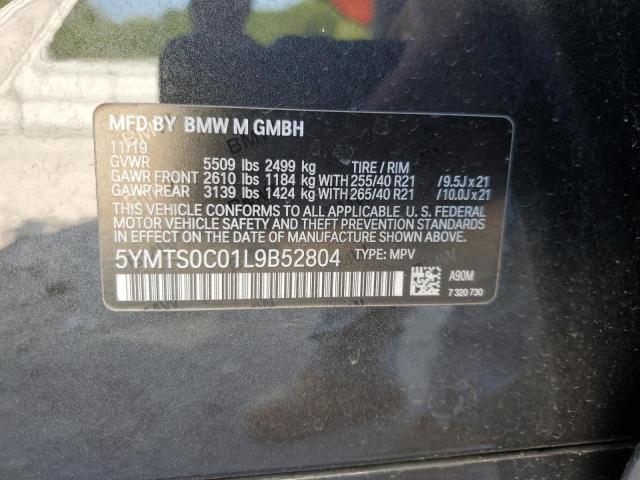 MFD BY BMW M GMBH
11/19
GVWR 5509 lbs 2499 kg TIRE / RIM
GAWR FRONT 2610 lbs 1184 kg WITH 255/40 R21 /9.5J x 21
GAWR REAR 3139 lbs 1424 kg WITH 265/40 R21 /10.0J x 21
THIS VEHICLE CONFORMS TO ALL APPLICABLE U. S. FEDERAL
MOTOR VEHICLE SAFETY STANDARDS IN EFFECT
ON THE DATE OF MANUFACTURE SHOWN ABOVE.
5YMTS0C01L9B52804 TYPE: MPV
A90M
7 320 730